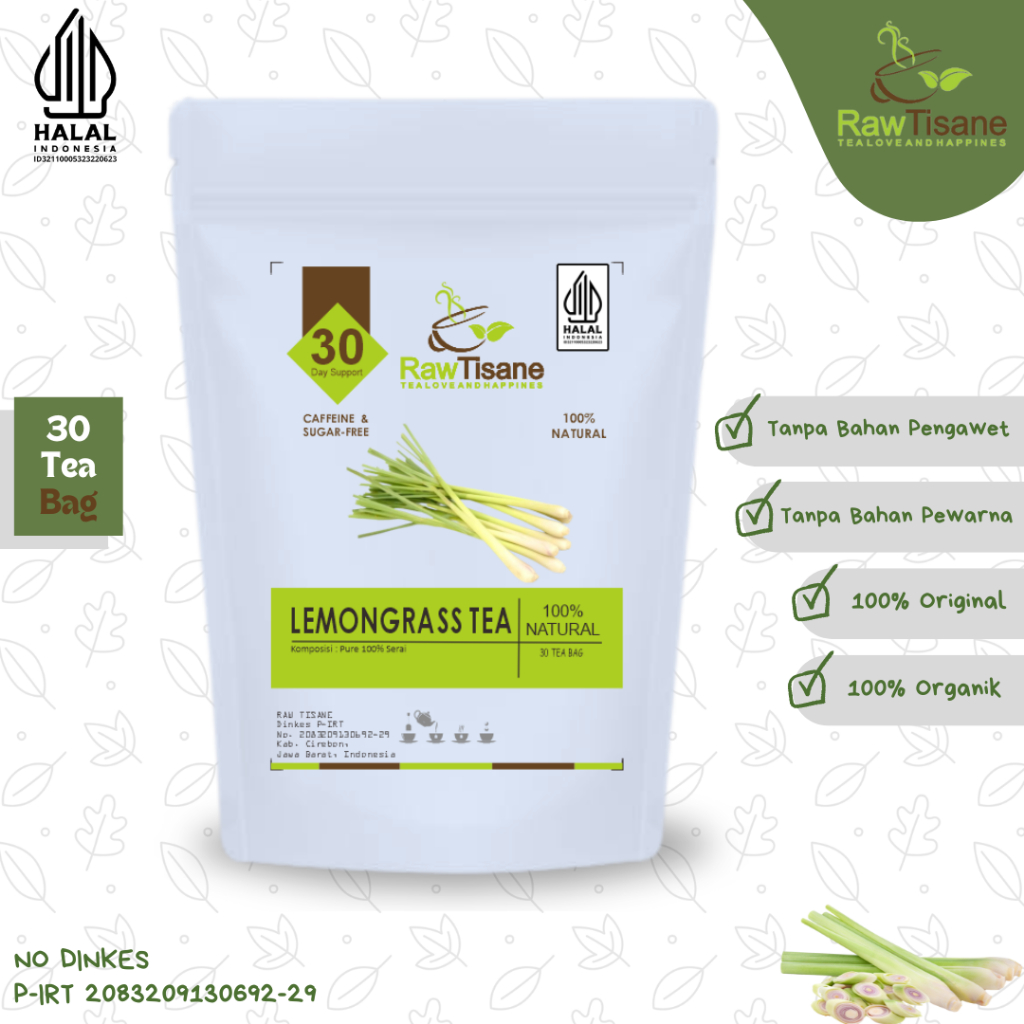 HALAL
INDONESIA
ID32110005323220623
RawTisane
TEALOVEANDHAPPINES
30
Day Support
RawTisane
TEALOVEANDHAPPINES
HALAL
INDONESIA
CAFFEINE &
SUGAR-FREE
100%
NATURAL
30
Tea
Bag
Tanpa Bahan Pengawet
Tanpa Bahan Pewarna
100% Original
100% Organik
LEMONGRASS TEA
Komposisi : Pure 100% Serai
100%
NATURAL
30 TEA BAG
RAW TISANE
Dinkes P-IRT
No. 2083209130692-29
Kab. Cirebon,
Jawa Barat, Indonesia
NO DINKES
P-IRT 2083209130692-29